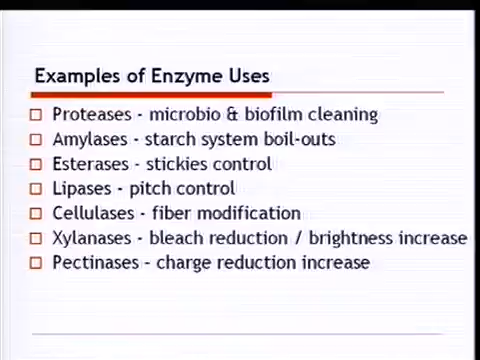 Examples of Enzyme Uses
Proteases - microbio & biofilm cleaning
Amylases - starch system boil-outs
Esterases - stickies control
Lipases - pitch control
Cellulases - fiber modification
Xylanases - bleach reduction / brightness increase
Pectinases – charge reduction increase